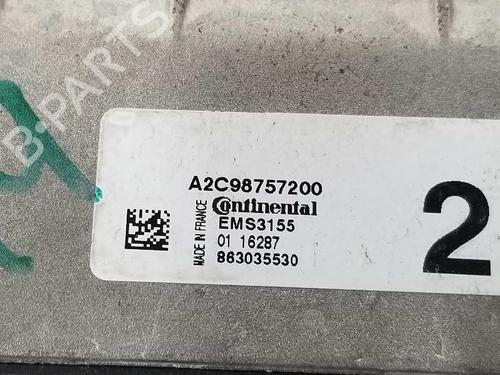 B-PARTS
A2C98757200
Continental
MADE IN FRANCE
EMS3155
01 16287
863035530
2